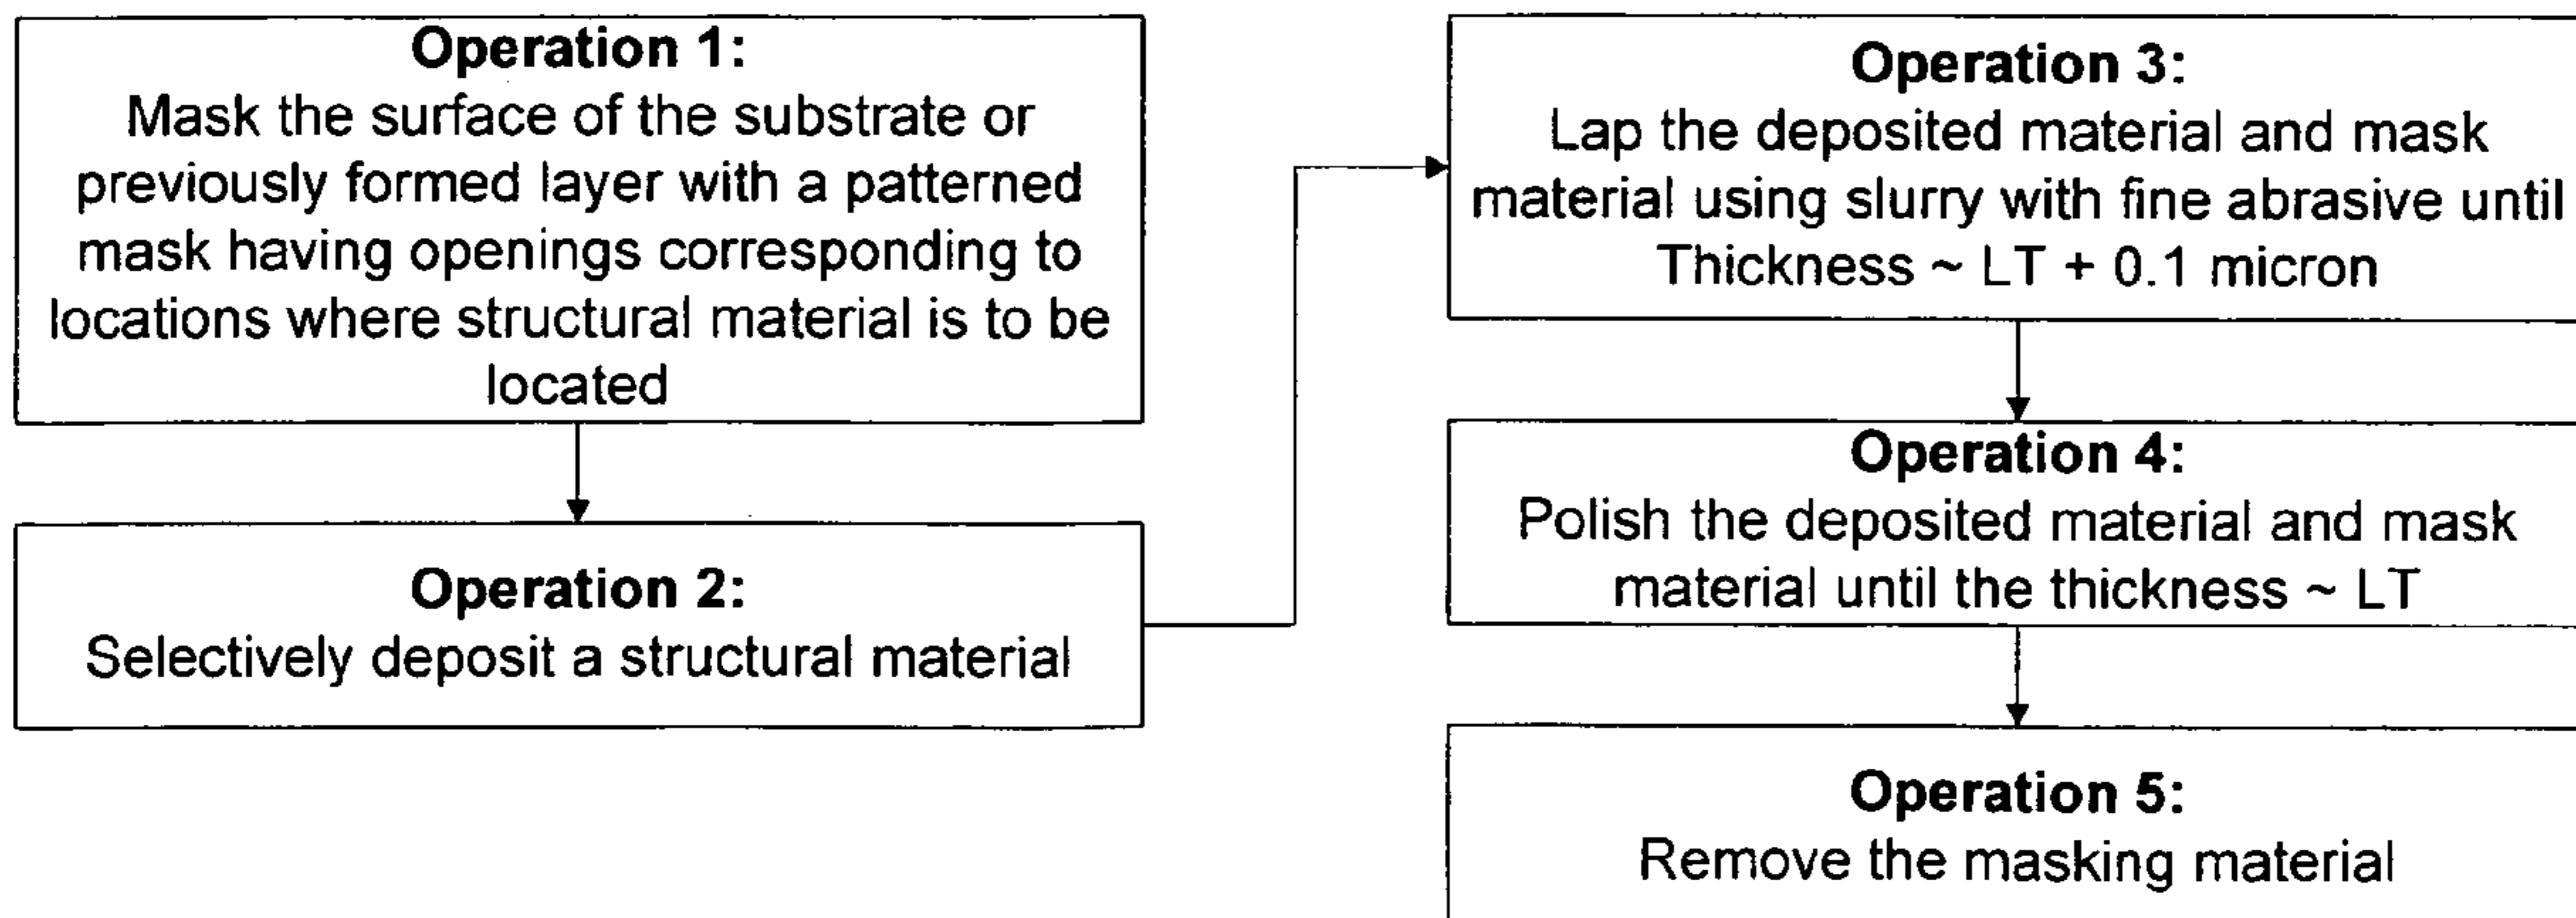 Operation 1:
Mask the surface of the substrate or
previously formed layer with a patterned
mask having openings corresponding to
locations where structural material is to be
located
Operation 2:
Selectively deposit a structural material
Operation 3:
Lap the deposited material and mask
material using slurry with fine abrasive until
Thickness ~ LT + 0.1 micron
Operation 4:
Polish the deposited material and mask
material until the thickness ~ LT
Operation 5:
Remove the masking material